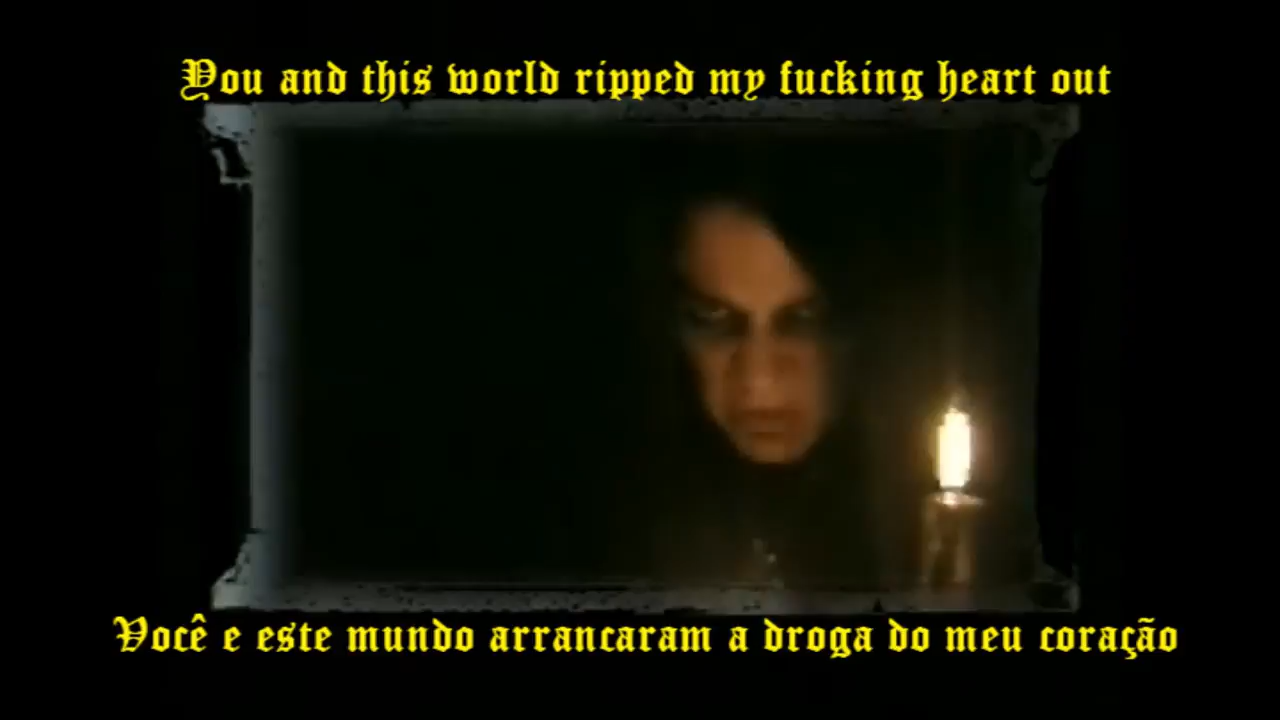 You and this world ripped my fucking heart out
Você e este mundo arrancaram a droga do meu coração